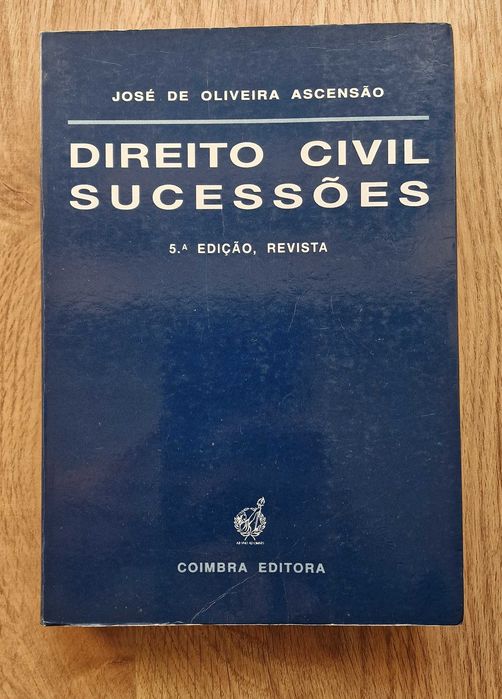 JOSÉ DE OLIVEIRA ASCENSÃO
DIREITO CIVIL
SUCESSÕES
5.ª EDIÇÃO, REVISTA
COIMBRA EDITORA